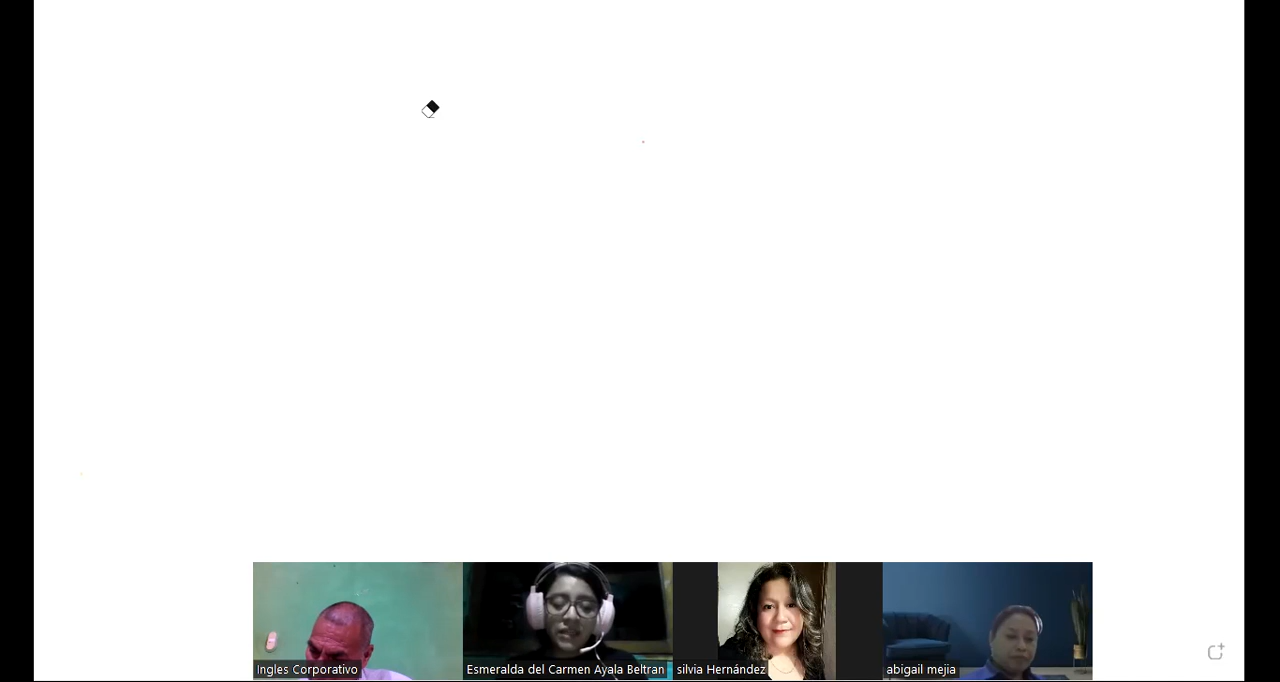 Ingles Corporativo
Esmeralda del Carmen Ayala Beltran
silvia Hernández
abigail mejia